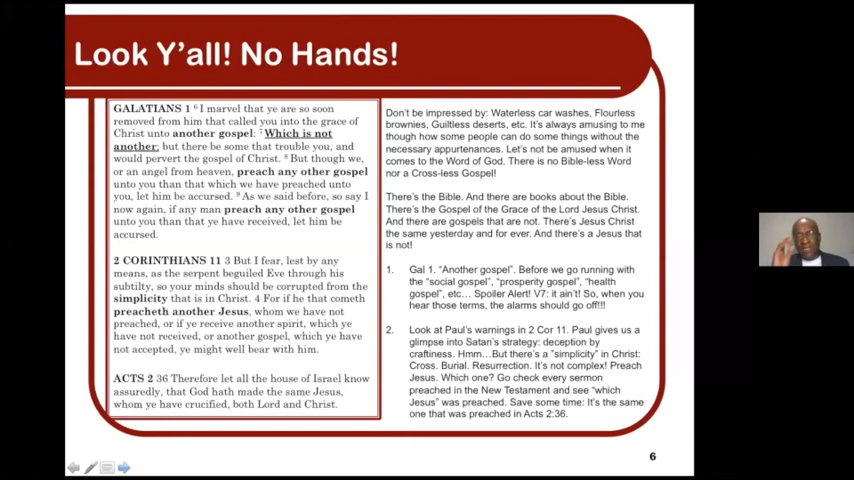 Look Y'all! No Hands!
GALATIANS 1 6 I marvel that ye are so soon
removed from him that called you into the grace of
Christ unto another gospel: 7 Which is not
another; but there be some that trouble you, and
would pervert the gospel of Christ. 8 But though we,
or an angel from heaven, preach any other gospel
unto you than that which we have preached unto
you, let him be accursed. 9 As we said before, so say I
now again, if any man preach any other gospel
unto you than that ye have received, let him be
accursed.
2 CORINTHIANS 11 3 But I fear, lest by any
means, as the serpent beguiled Eve through his
subtilty, so your minds should be corrupted from the
simplicity that is in Christ. 4 For if he that cometh
preacheth another Jesus, whom we have not
preached, or if ye receive another spirit, which ye
have not received, or another gospel, which ye have
not accepted, ye might well bear with him.
ACTS 2 36 Therefore let all the house of Israel know
assuredly, that God hath made the same Jesus,
whom ye have crucified, both Lord and Christ.
Don't be impressed by: Waterless car washes, Flourless
brownies, Guiltless deserts, etc. It's always amusing to me
though how some people can do some things without the
necessary appurtenances. Let's not be amused when it
comes to the Word of God. There is no Bible-less Word
nor a Cross-less Gospel!
There's the Bible. And there are books about the Bible.
There's the Gospel of the Grace of the Lord Jesus Christ.
And there are gospels that are not. There's Jesus Christ
the same yesterday and for ever. And there's a Jesus that
is not!
1. Gal 1. "Another gospel". Before we go running with
the "social gospel", "prosperity gospel", "health
gospel", etc... Spoiler Alert! V7: it ain't! So, when you
hear those terms, the alarms should go off!!!
2. Look at Paul's warnings in 2 Cor 11. Paul gives us a
glimpse into Satan's strategy: deception by
craftiness. Hmm...But there's a "simplicity" in Christ:
Cross. Burial. Resurrection. It's not complex! Preach
Jesus. Which one? Go check every sermon
preached in the New Testament and see "which
Jesus" was preached. Save some time: It's the same
one that was preached in Acts 2:36.
6